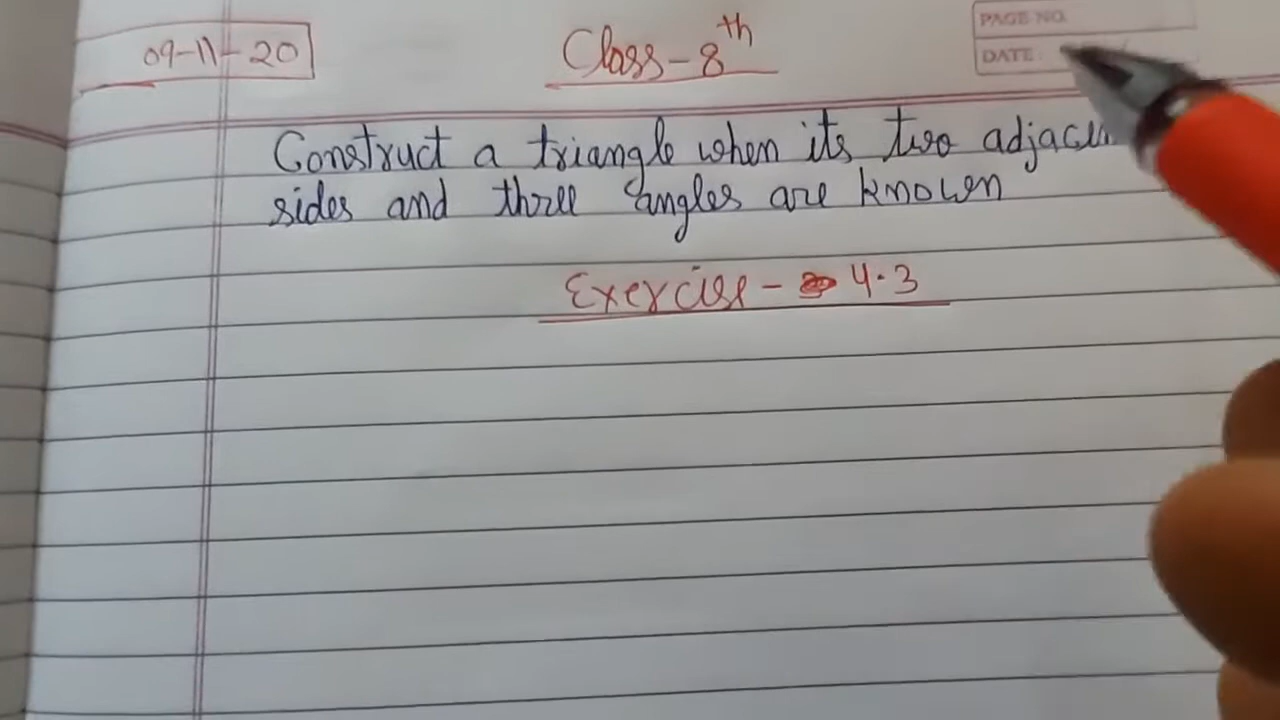 09-11-20
Class-8th
PAGE NO.
DATE:
Construct a triangle when its two
sides and three angles are known
Exercise- 4.3